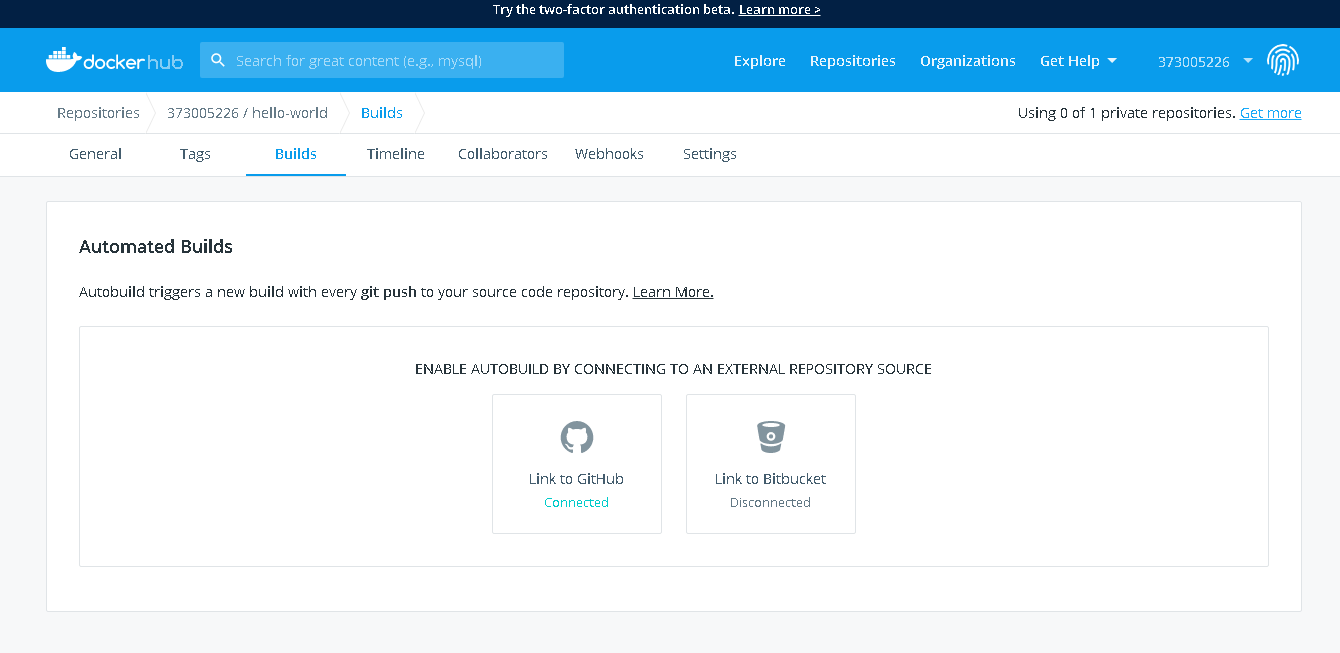 Try the two-factor authentication beta. Learn more >
dockerhub Search for great content (e.g., mysql) Explore Repositories Organizations Get Help 373005226
Repositories 373005226 / hello-world Builds Using 0 of 1 private repositories. Get more
General Tags Builds Timeline Collaborators Webhooks Settings
Automated Builds
Autobuild triggers a new build with every git push to your source code repository. Learn More.
ENABLE AUTOBUILD BY CONNECTING TO AN EXTERNAL REPOSITORY SOURCE
Link to GitHub Link to Bitbucket
Connected Disconnected